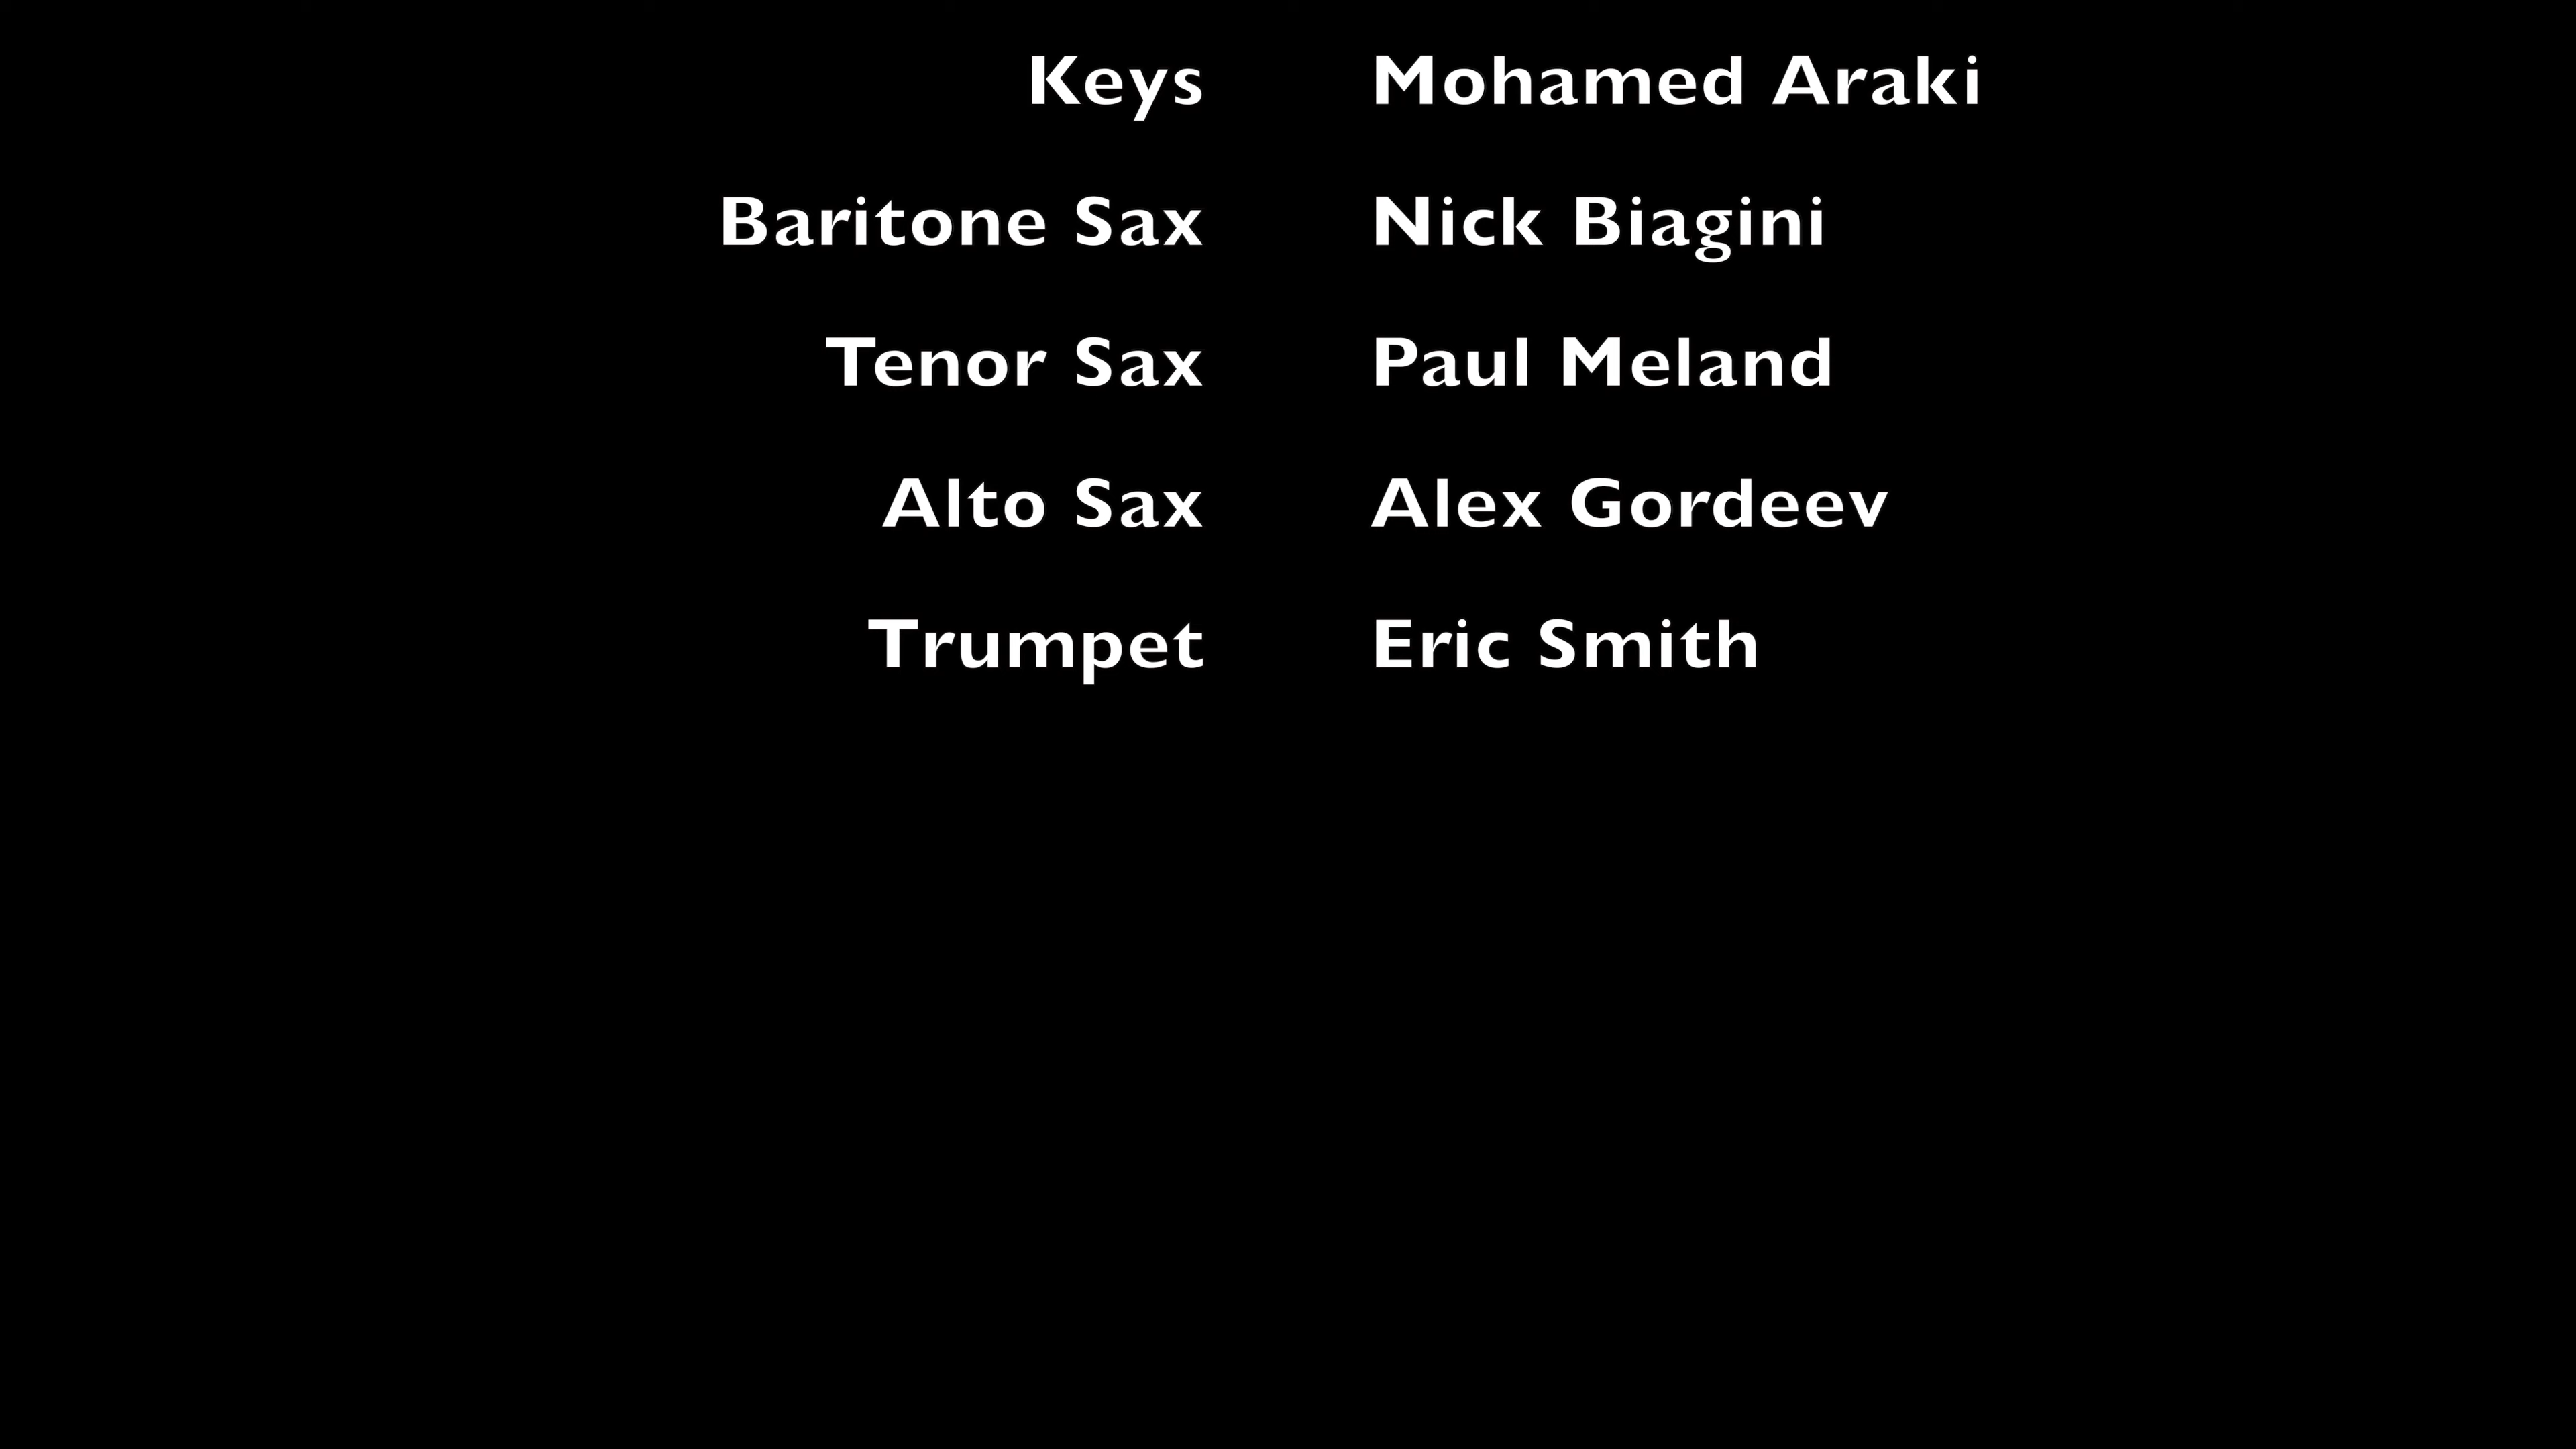 Keys Mohamed Araki
Baritone Sax Nick Biagini
Tenor Sax Paul Meland
Alto Sax Alex Gordeev
Trumpet Eric Smith